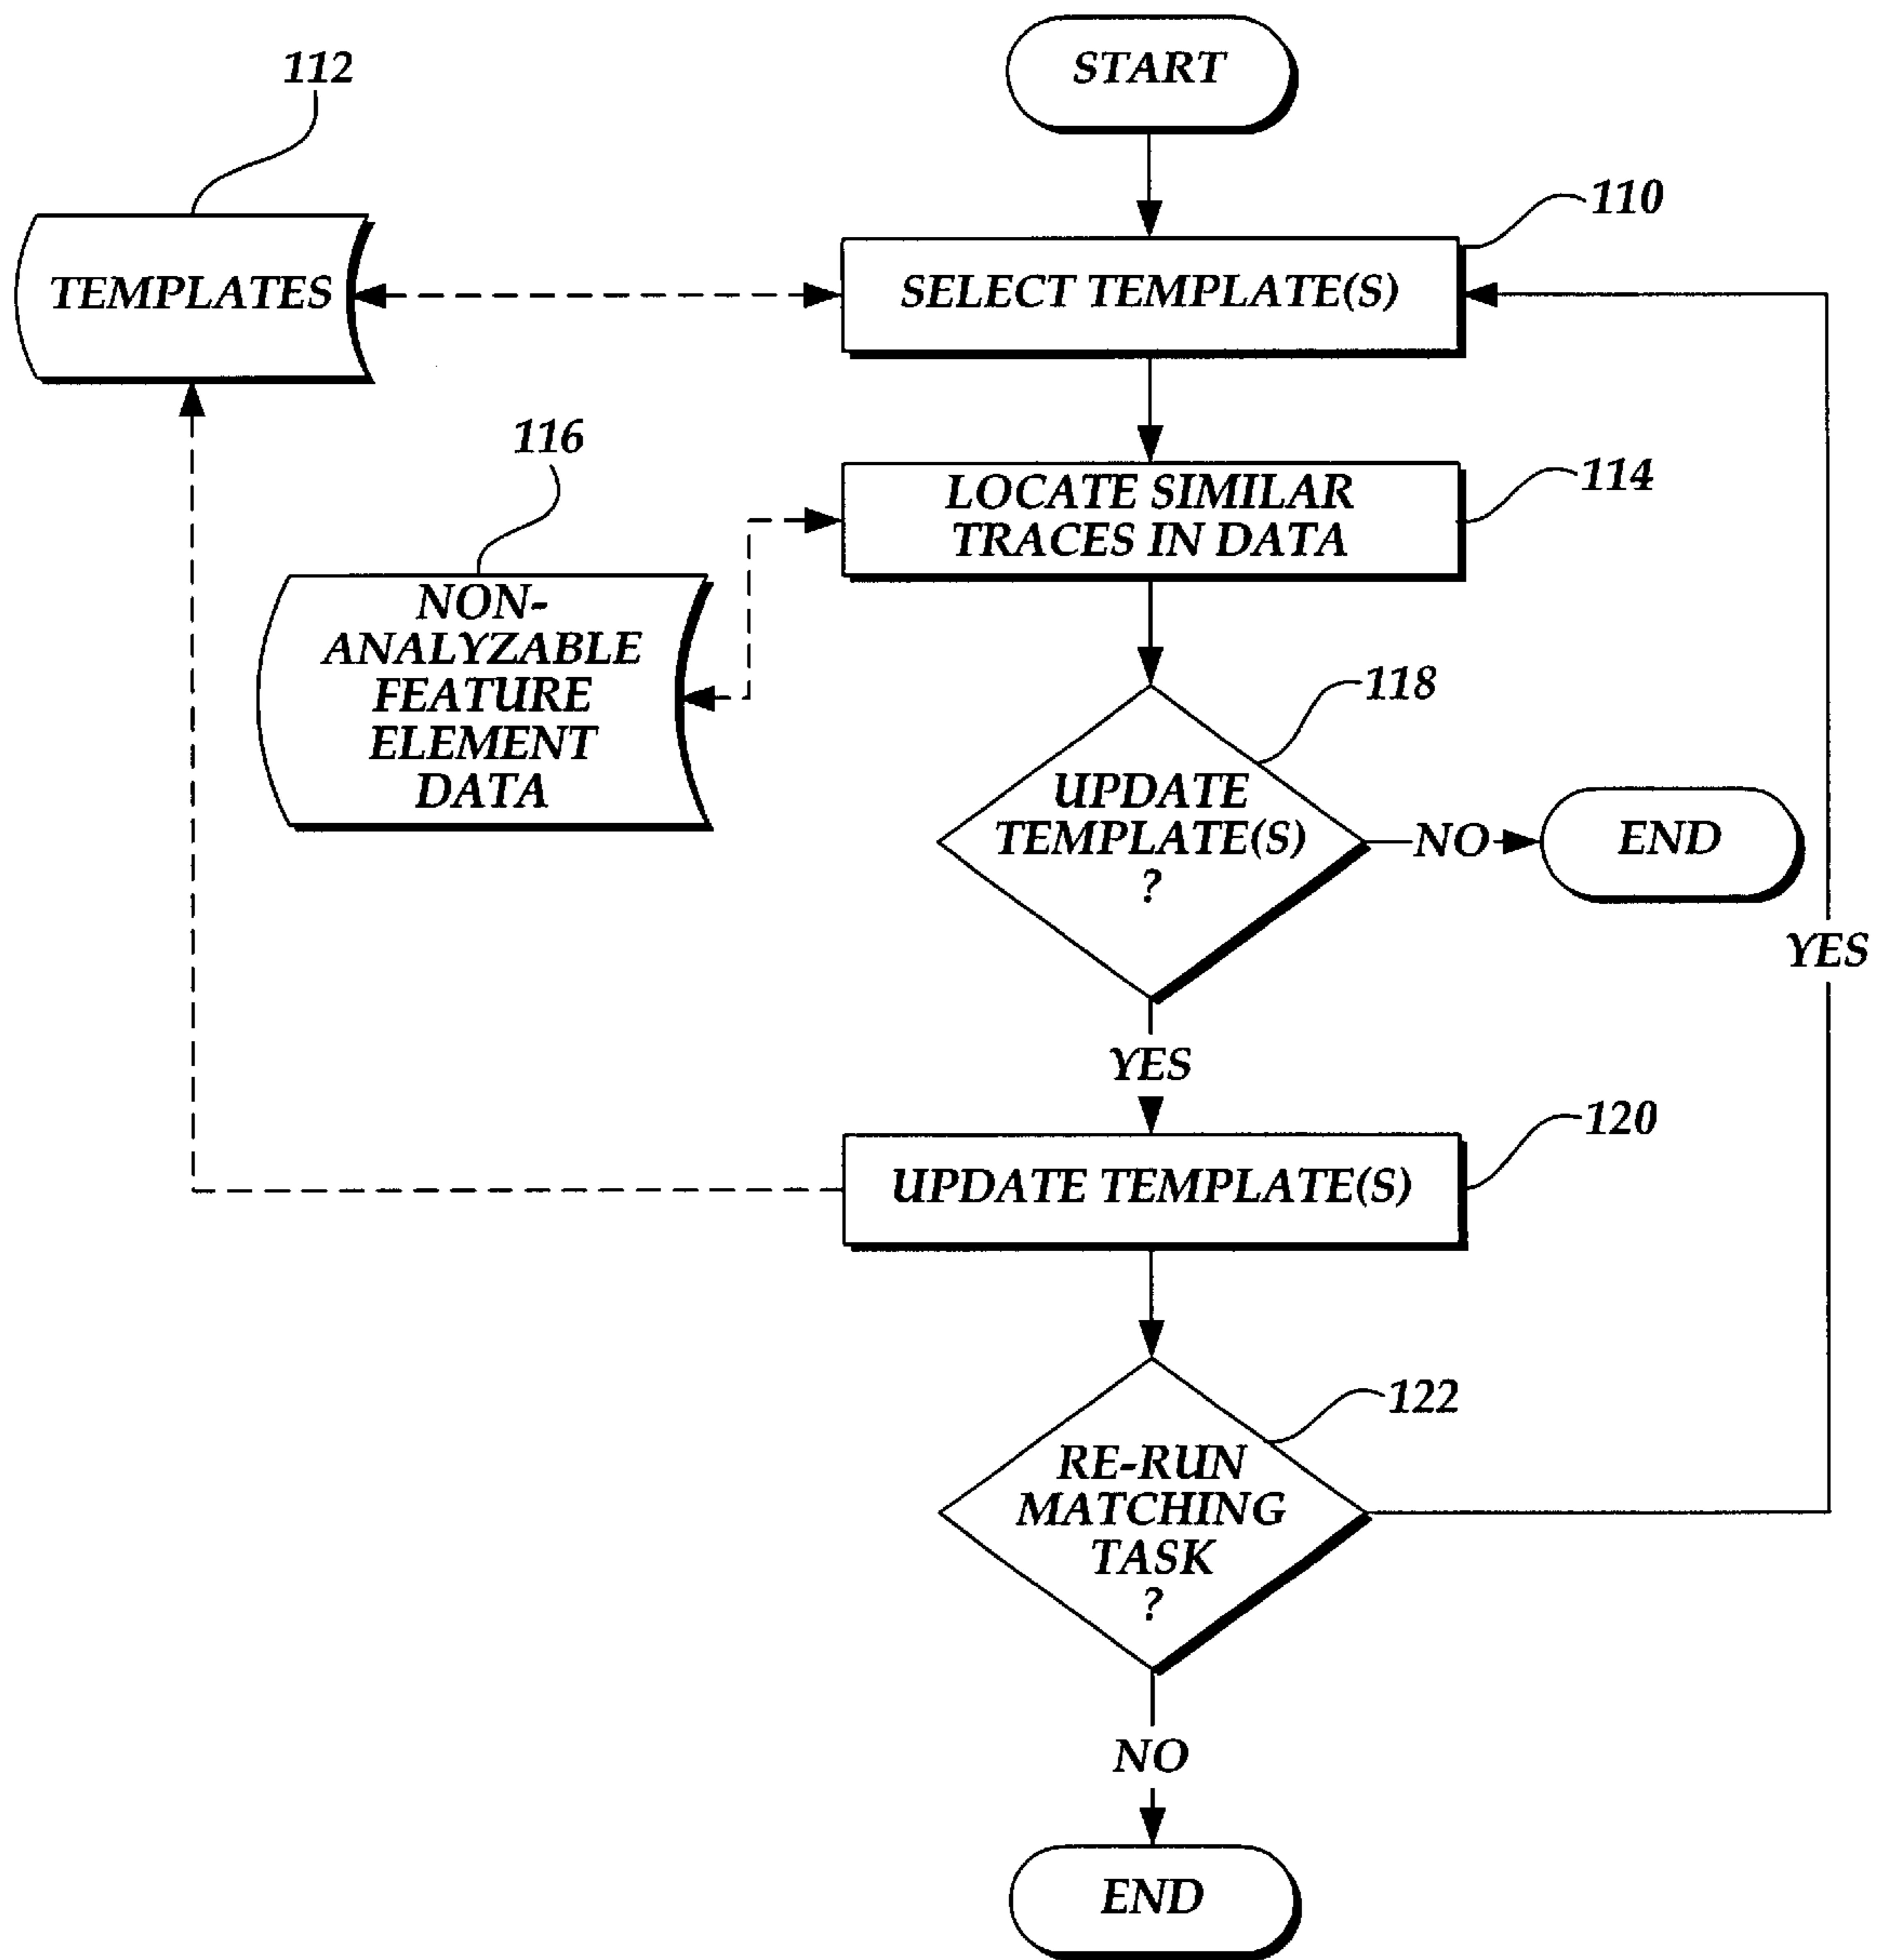 START
112
110
TEMPLATES
SELECT TEMPLATE(S)
116
LOCATE SIMILAR
TRACES IN DATA
114
NON-
ANALYZABLE
FEATURE
ELEMENT
DATA
118
UPDATE
TEMPLATE(S)
?
NO
END
YES
YES
120
UPDATE TEMPLATE(S)
122
RE-RUN
MATCHING
TASK
?
NO
END